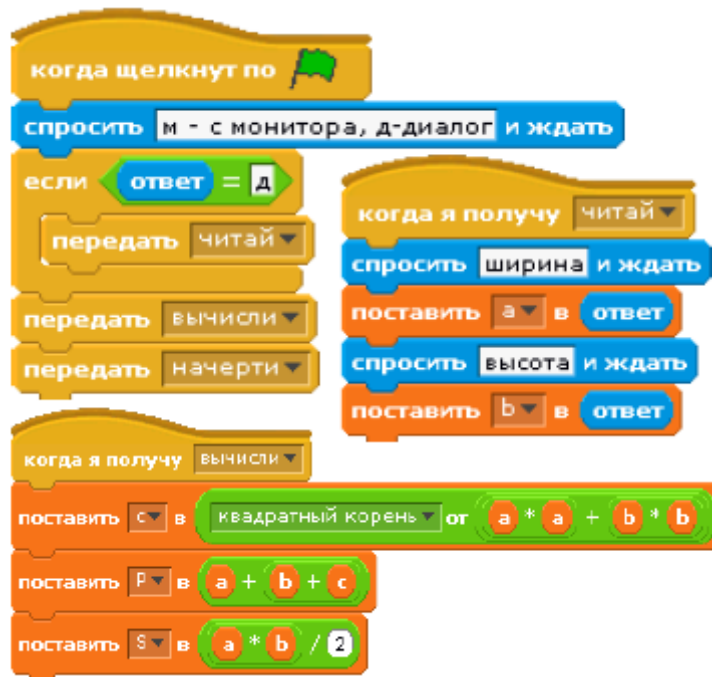 когда щелкнут по
спросить м - с монитора, д-диалог и ждать
если ответ = д
передать читай
передать вычисли
передать начерти
когда я получу читай
спросить ширина и ждать
поставить a в ответ
спросить высота и ждать
поставить b в ответ
когда я получу вычисли
поставить c в квадратный корень от a * a + b * b
поставить P в a + b + c
поставить S в a * b / 2